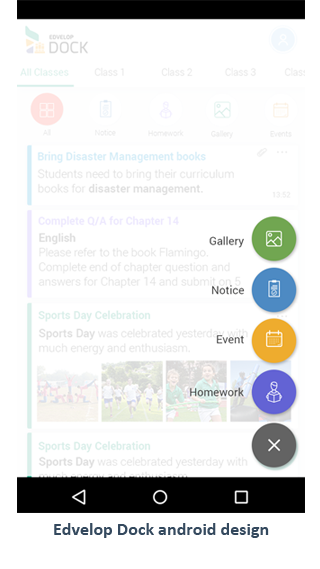 EDVELOP
DOCK
All Classes Class 1 Class 2 Class 3 Class
All Notice Homework Gallery Events
Bring Disaster Management books
Students need to bring their curriculum
books for disaster management.
13:53
Complete Q/A for Chapter 14
English
Please refer to the book Flamingo.
Complete end of chapter question and
answers for Chapter 14 and submit on 5
Sports Day Celebration
Sports Day was celebrated yesterday with
much energy and enthusiasm.
Gallery
Notice
Event
Homework
Sports Day Celebration
Sports Day was celebrated yesterday with
Edvelop Dock android design